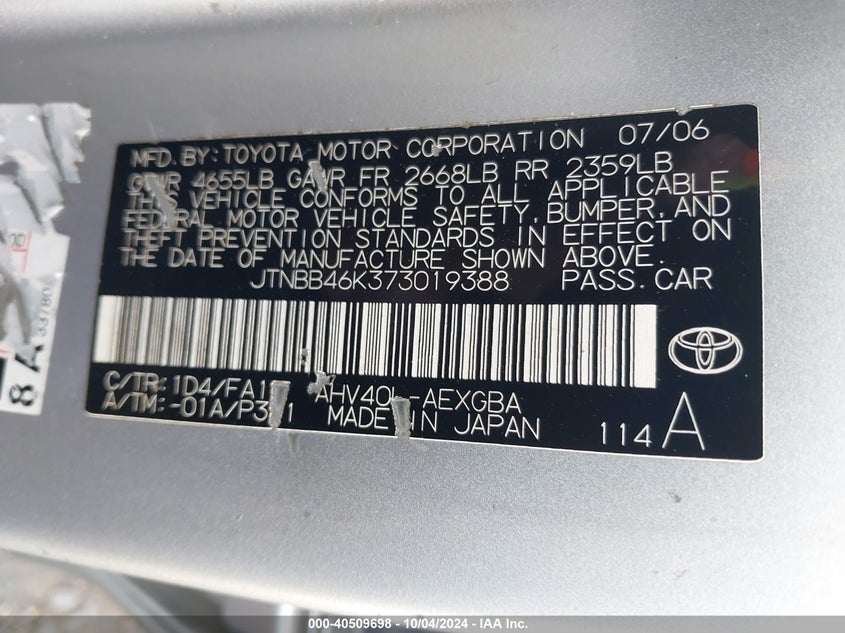 MFD. BY: TOYOTA MOTOR CORPORATION 07/06
GVWR 4655LB GAWR FR 2668LB RR 2359LB
THIS VEHICLE CONFORMS TO ALL APPLICABLE
FEDERAL MOTOR VEHICLE SAFETY, BUMPER, AND
THEFT PREVENTION STANDARDS IN EFFECT ON
THE DATE OF MANUFACTURE SHOWN ABOVE.
JTNBB46K373019388 PASS.CAR
C/TR: 1D4/FA1
AHV40L-AEXGBA
A/TM: -01A/P311
MADE IN JAPAN
114 A
8 A
33780
000-40509698 - 10/04/2024 - IAA Inc.